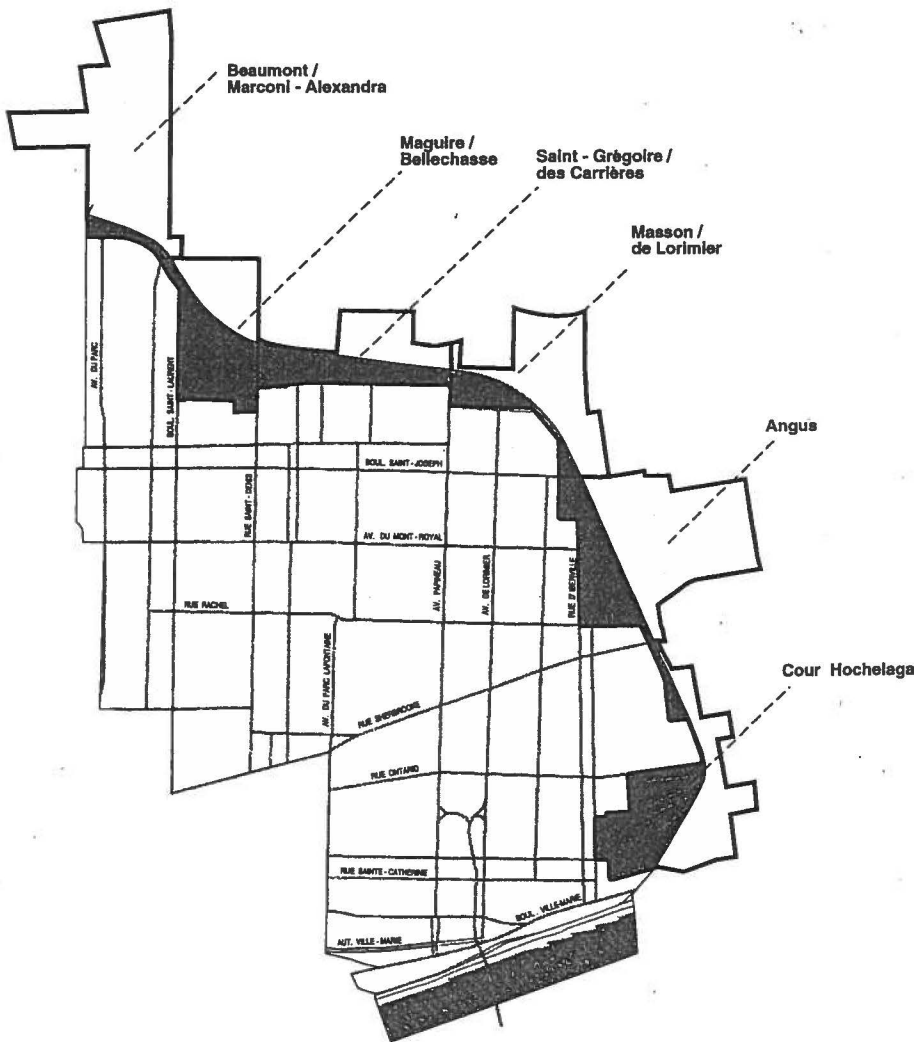 Beaumont /
Marconi - Alexandra
Maguire /
Bellechasse
Saint - Grégoire /
des Carrières
Masson /
de Lorimier
Angus
Cour Hochelaga
AV. DU PARC
BOUL. SAINT-LAURENT
RUE SAINT-DENIS
BOUL. SAINT-JOSEPH
AV. DU MONT-ROYAL
AV. PAPINEAU
AV. DELORIMIER
RUE D'IBERVILLE
RUE RACHEL
AV. DU PARC LAFONTAINE
RUE SHERBROOKE
RUE ONTARIO
RUE SAINTE-CATHERINE
BOUL. VILLE-MARIE
AUT. VILLE-MARIE